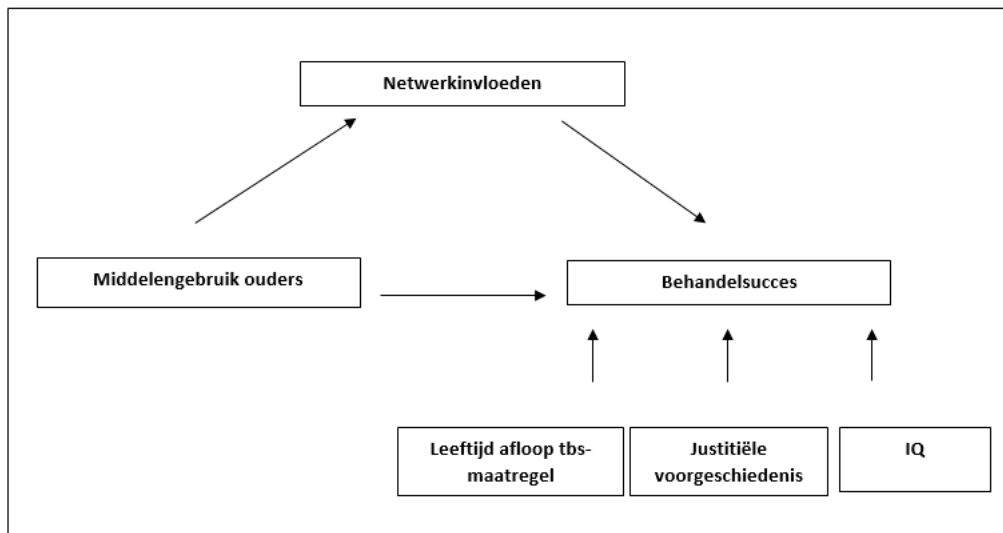 Netwerkinvloeden
Middelengebruik ouders
Behandelsucces
Leeftijd afloop tbs-
maatregel
Justitiële
voorgeschiedenis
IQ